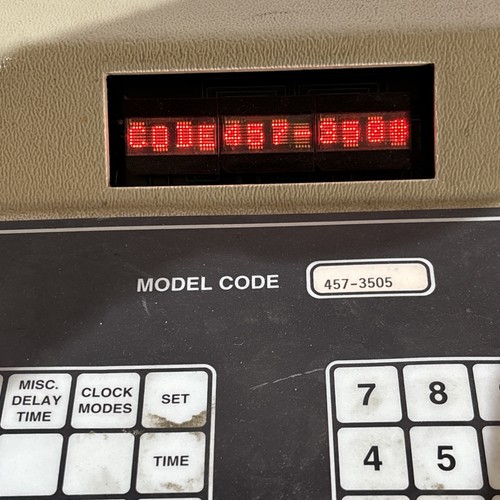 MODEL CODE 457-3505
MISC. DELAY TIME
CLOCK MODES
SET
7
8
TIME
4
5